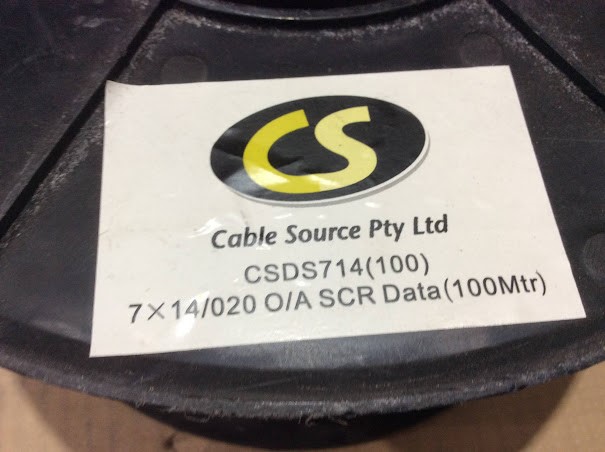 CS
Cable Source Pty Ltd
CSDS714(100)
7×14/020 O/A SCR Data(100Mtr)